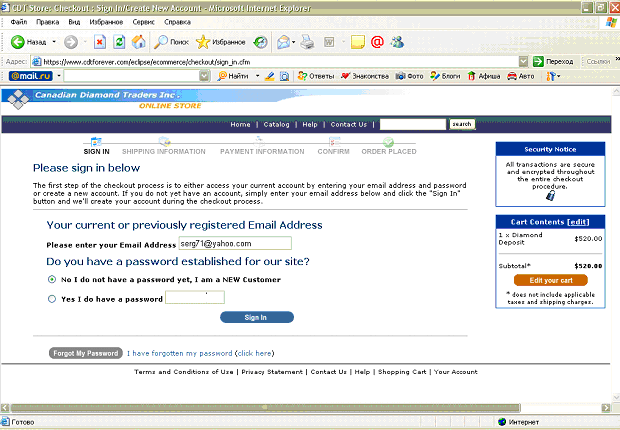 CDT Store: Checkout : Sign In/Create New Account - Microsoft Internet Explorer
Файл Правка Вид Избранное Сервис Справка
Назад Поиск Избранное
Адрес: https://www.cdtforever.com/eclipse/ecommerce/checkout/sign_in.cfm Переход Ссылки
@mail.ru Найти Ответы Знакомства Фото Блоги Афиша Авто
Canadian Diamond Traders Inc.
ONLINE STORE
Home | Catalog | Help | Contact Us | search
SIGN IN SHIPPING INFORMATION PAYMENT INFORMATION CONFIRM ORDER PLACED
Please sign in below
The first step of the checkout process is to either access your current account by entering your email address and password
or create a new account. If you do not yet have an account, simply enter your email address below and click the "Sign In"
button and we'll create your account during the checkout process.
Your current or previously registered Email Address
Please enter your Email Address serg71@yahoo.com
Do you have a password established for our site?
No I do not have a password yet, I am a NEW Customer
Yes I do have a password
Sign In
Forgot My Password I have forgotten my password (click here)
Security Notice
All transactions are secure
and encrypted throughout
the entire checkout
procedure.
Cart Contents [edit]
1 x Diamond
Deposit $520.00
Subtotal* $520.00
Edit your cart
* does not include applicable
taxes and shipping charges.
Terms and Conditions of Use | Privacy Statement | Contact Us | Help | Shopping Cart | Your Account
Готово Интернет